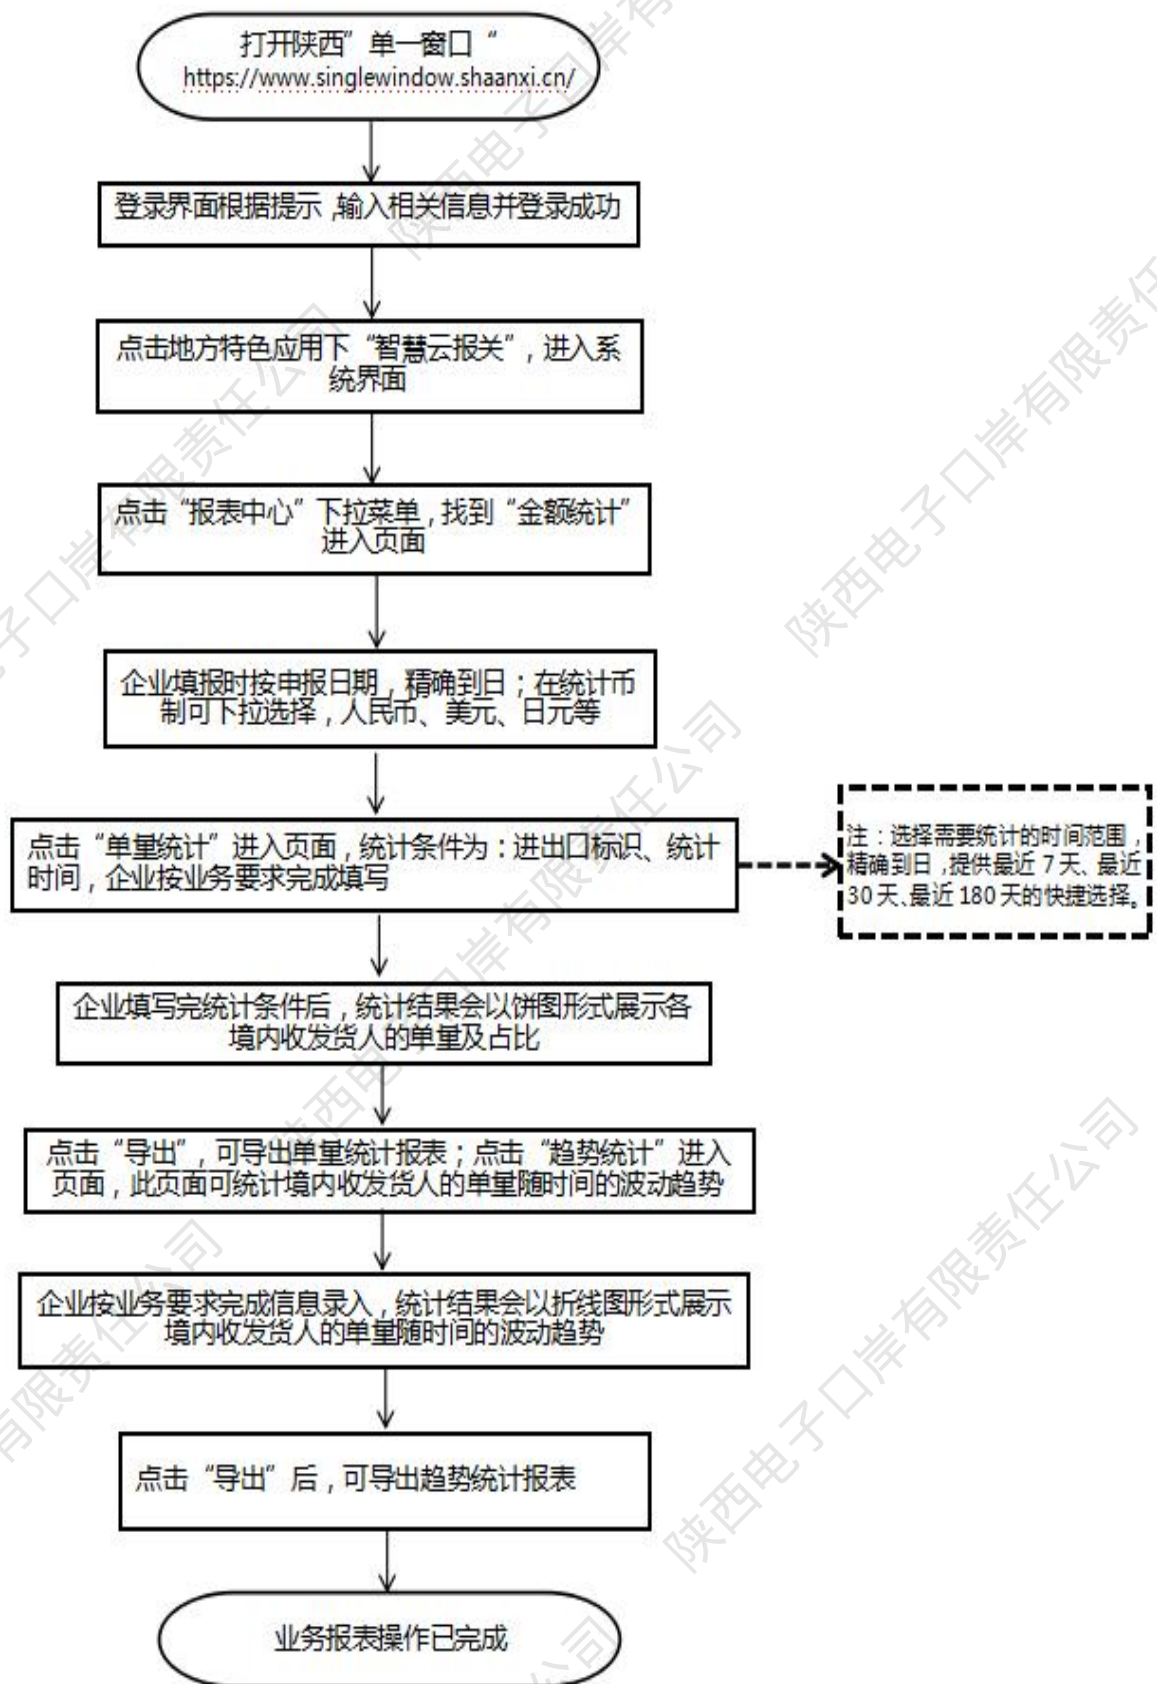 打开陕西”单一窗口“
https://www.singlewindow.shaanxi.cn/
登录界面根据提示,输入相关信息并登录成功
点击地方特色应用下“智慧云报关”,进入系
统界面
点击“报表中心”下拉菜单,找到“金额统计”
进入页面
企业填报时按申报日期,精确到日;在统计币
制可下拉选择,人民币、美元、日元等
点击“单量统计”进入页面,统计条件为:进出口标识、统计
时间,企业按业务要求完成填写
注:选择需要统计的时间范围,
精确到日,提供最近 7 天、最近
30 天、最近 180 天的快捷选择。
企业填写完统计条件后,统计结果会以饼图形式展示各
境内收发货人的单量及占比
点击“导出”,可导出单量统计报表;点击“趋势统计”进入
页面,此页面可统计境内收发货人的单量随时间的波动趋势
企业按业务要求完成信息录入,统计结果会以折线图形式展示
境内收发货人的单量随时间的波动趋势
点击“导出”后,可导出趋势统计报表
业务报表操作已完成
陕西电子口岸有限责任公司